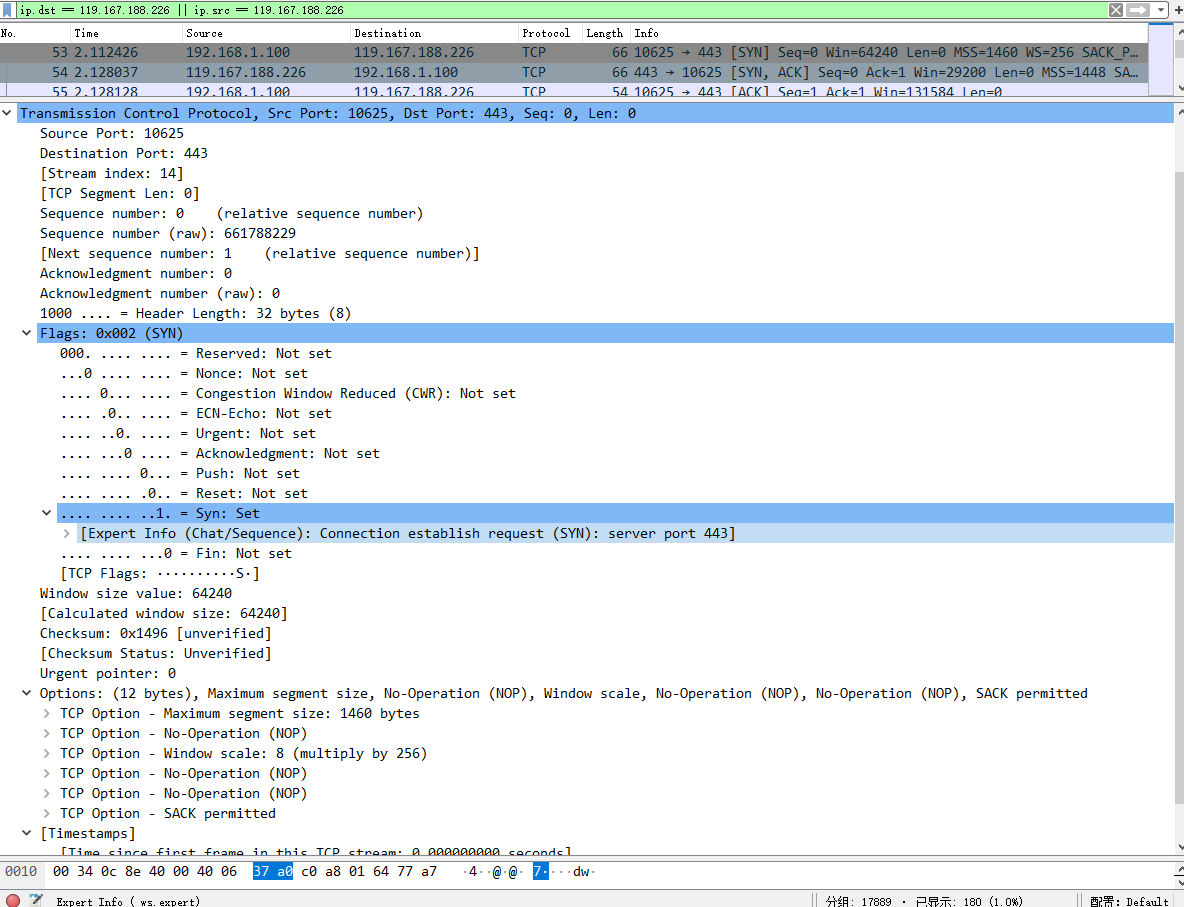 ip.dst == 119.167.188.226 || ip.src == 119.167.188.226
No. Time Source Destination Protocol Length Info
53 2.112426 192.168.1.100 119.167.188.226 TCP 66 10625 → 443 [SYN] Seq=0 Win=64240 Len=0 MSS=1460 WS=256 SACK_P…
54 2.128037 119.167.188.226 192.168.1.100 TCP 66 443 → 10625 [SYN, ACK] Seq=0 Ack=1 Win=29200 Len=0 MSS=1448 SA…
55 2.128128 192.168.1.100 119.167.188.226 TCP 54 10625 → 443 [ACK] Seq=1 Ack=1 Win=131584 Len=0
Transmission Control Protocol, Src Port: 10625, Dst Port: 443, Seq: 0, Len: 0
Source Port: 10625
Destination Port: 443
[Stream index: 14]
[TCP Segment Len: 0]
Sequence number: 0    (relative sequence number)
Sequence number (raw): 661788229
[Next sequence number: 1    (relative sequence number)]
Acknowledgment number: 0
Acknowledgment number (raw): 0
1000 .... = Header Length: 32 bytes (8)
Flags: 0x002 (SYN)
000. .... .... = Reserved: Not set
...0 .... .... = Nonce: Not set
.... 0... .... = Congestion Window Reduced (CWR): Not set
.... .0.. .... = ECN-Echo: Not set
.... ..0. .... = Urgent: Not set
.... ...0 .... = Acknowledgment: Not set
.... .... 0... = Push: Not set
.... .... .0.. = Reset: Not set
.... .... ..1. = Syn: Set
[Expert Info (Chat/Sequence): Connection establish request (SYN): server port 443]
.... .... ...0 = Fin: Not set
[TCP Flags: ··········S·]
Window size value: 64240
[Calculated window size: 64240]
Checksum: 0x1496 [unverified]
[Checksum Status: Unverified]
Urgent pointer: 0
Options: (12 bytes), Maximum segment size, No-Operation (NOP), Window scale, No-Operation (NOP), No-Operation (NOP), SACK permitted
TCP Option - Maximum segment size: 1460 bytes
TCP Option - No-Operation (NOP)
TCP Option - Window scale: 8 (multiply by 256)
TCP Option - No-Operation (NOP)
TCP Option - No-Operation (NOP)
TCP Option - SACK permitted
[Timestamps]
[Time since first frame in this TCP stream: 0.000000000 seconds]
0010 00 34 0c 8e 40 00 40 06 37 a0 c0 a8 01 64 77 a7 ·4··@·@· 7····dw·
Expert Info (_ws.expert) 分组: 17889 · 已显示: 180 (1.0%) 配置: Default